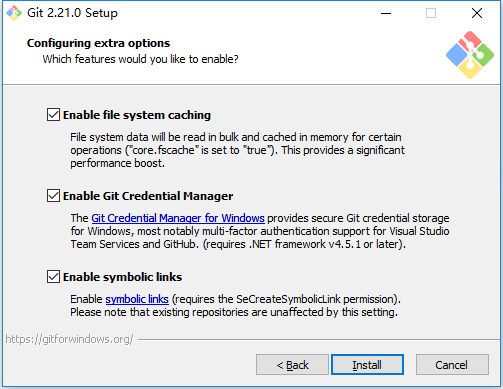 Git 2.21.0 Setup
Configuring extra options
Which features would you like to enable?
Enable file system caching
File system data will be read in bulk and cached in memory for certain
operations ("core.fscache" is set to "true"). This provides a significant
performance boost.
Enable Git Credential Manager
The Git Credential Manager for Windows provides secure Git credential storage
for Windows, most notably multi-factor authentication support for Visual Studio
Team Services and GitHub. (requires .NET framework v4.5.1 or later).
Enable symbolic links
Enable symbolic links (requires the SeCreateSymbolicLink permission).
Please note that existing repositories are unaffected by this setting.
https://gitforwindows.org/
< Back Install Cancel